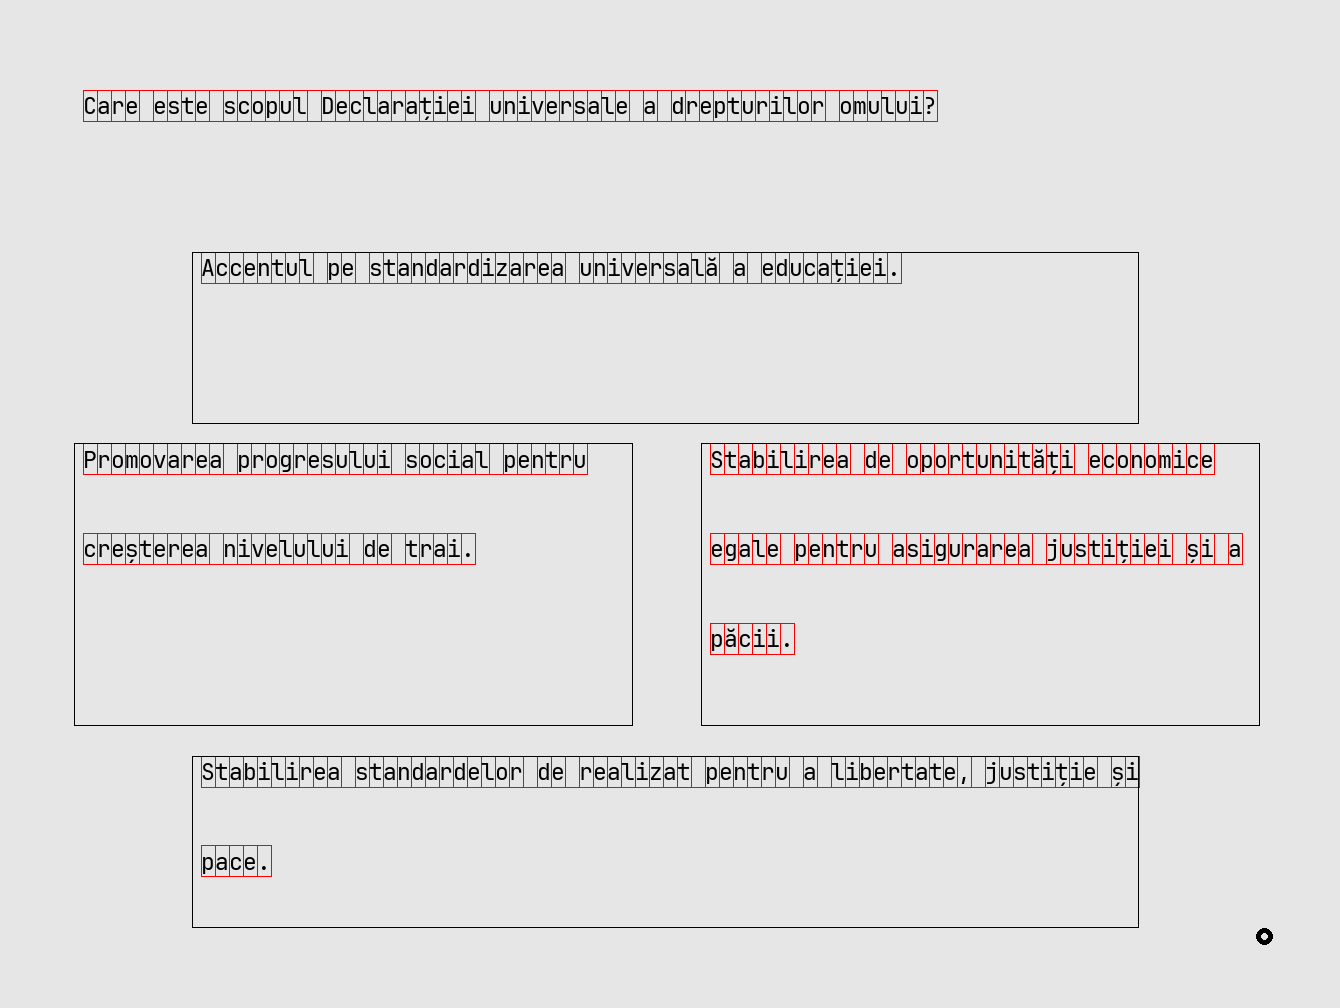 Care este scopul Declarației universale a drepturilor omului?
Accentul pe standardizarea universală a educației.
Promovarea progresului social pentru
creșterea nivelului de trai.
Stabilirea de oportunități economice
egale pentru asigurarea justiției și a
păcii.
Stabilirea standardelor de realizat pentru a libertate, justiție și
pace.